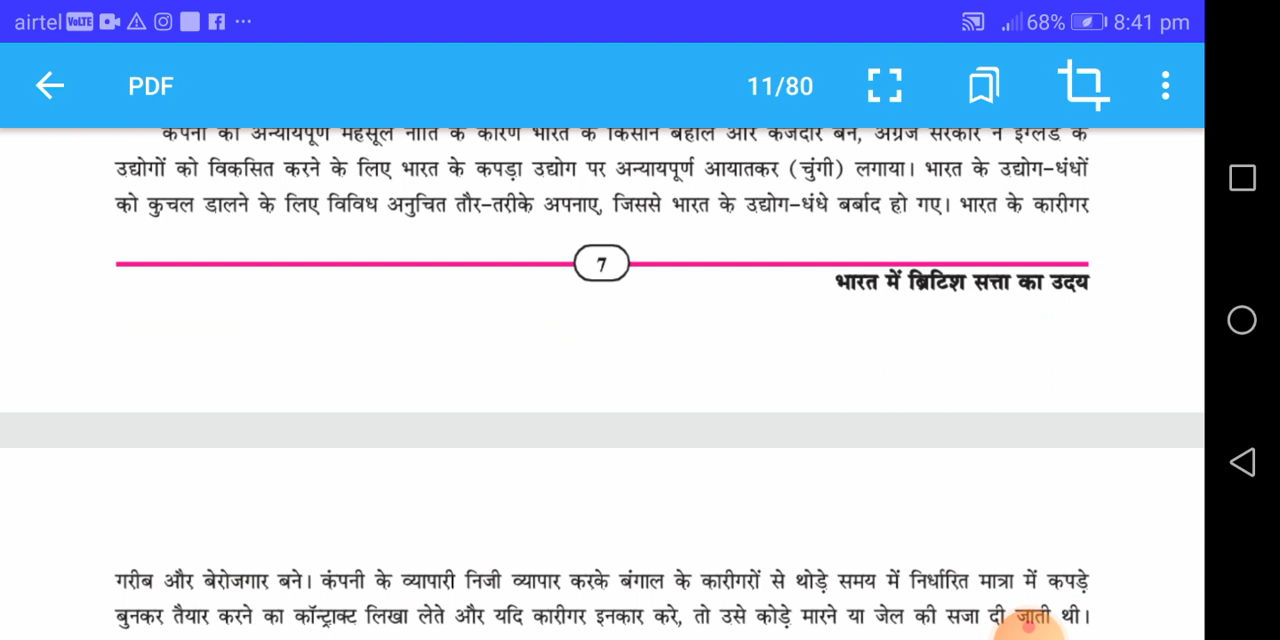 airtel VoLTE ... 68% 8:41 pm
PDF 11/80
कंपनी की अन्यायपूर्ण महसूल नीति के कारण भारत के किसान बेहाल और कर्जदार बने, अंग्रेज सरकार ने इंग्लैंड के
उद्योगों को विकसित करने के लिए भारत के कपड़ा उद्योग पर अन्यायपूर्ण आयातकर (चुंगी) लगाया। भारत के उद्योग-धंधों
को कुचल डालने के लिए विविध अनुचित तौर-तरीके अपनाए, जिससे भारत के उद्योग-धंधे बर्बाद हो गए। भारत के कारीगर
7
भारत में ब्रिटिश सत्ता का उदय
गरीब और बेरोजगार बने। कंपनी के व्यापारी निजी व्यापार करके बंगाल के कारीगरों से थोड़े समय में निर्धारित मात्रा में कपड़े
बुनकर तैयार करने का कॉन्ट्राक्ट लिखा लेते और यदि कारीगर इनकार करे, तो उसे कोड़े मारने या जेल की सजा दी जाती थी।